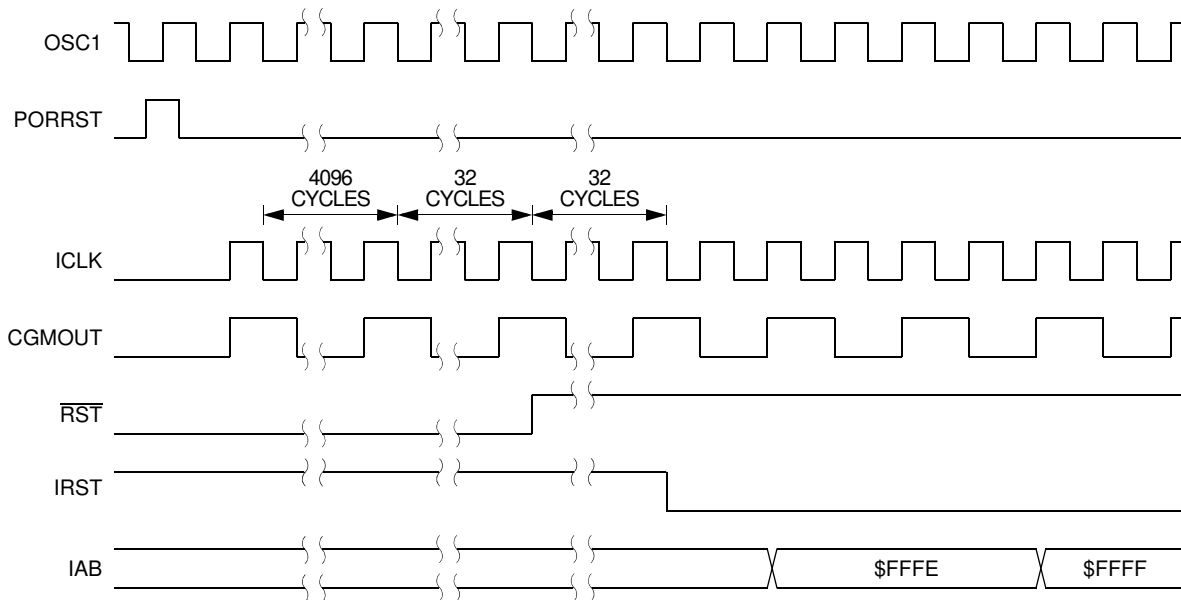 OSC1
PORRST
4096
CYCLES
32
CYCLES
32
CYCLES
ICLK
CGMOUT
RST
IRST
IAB
$FFFE
$FFFF